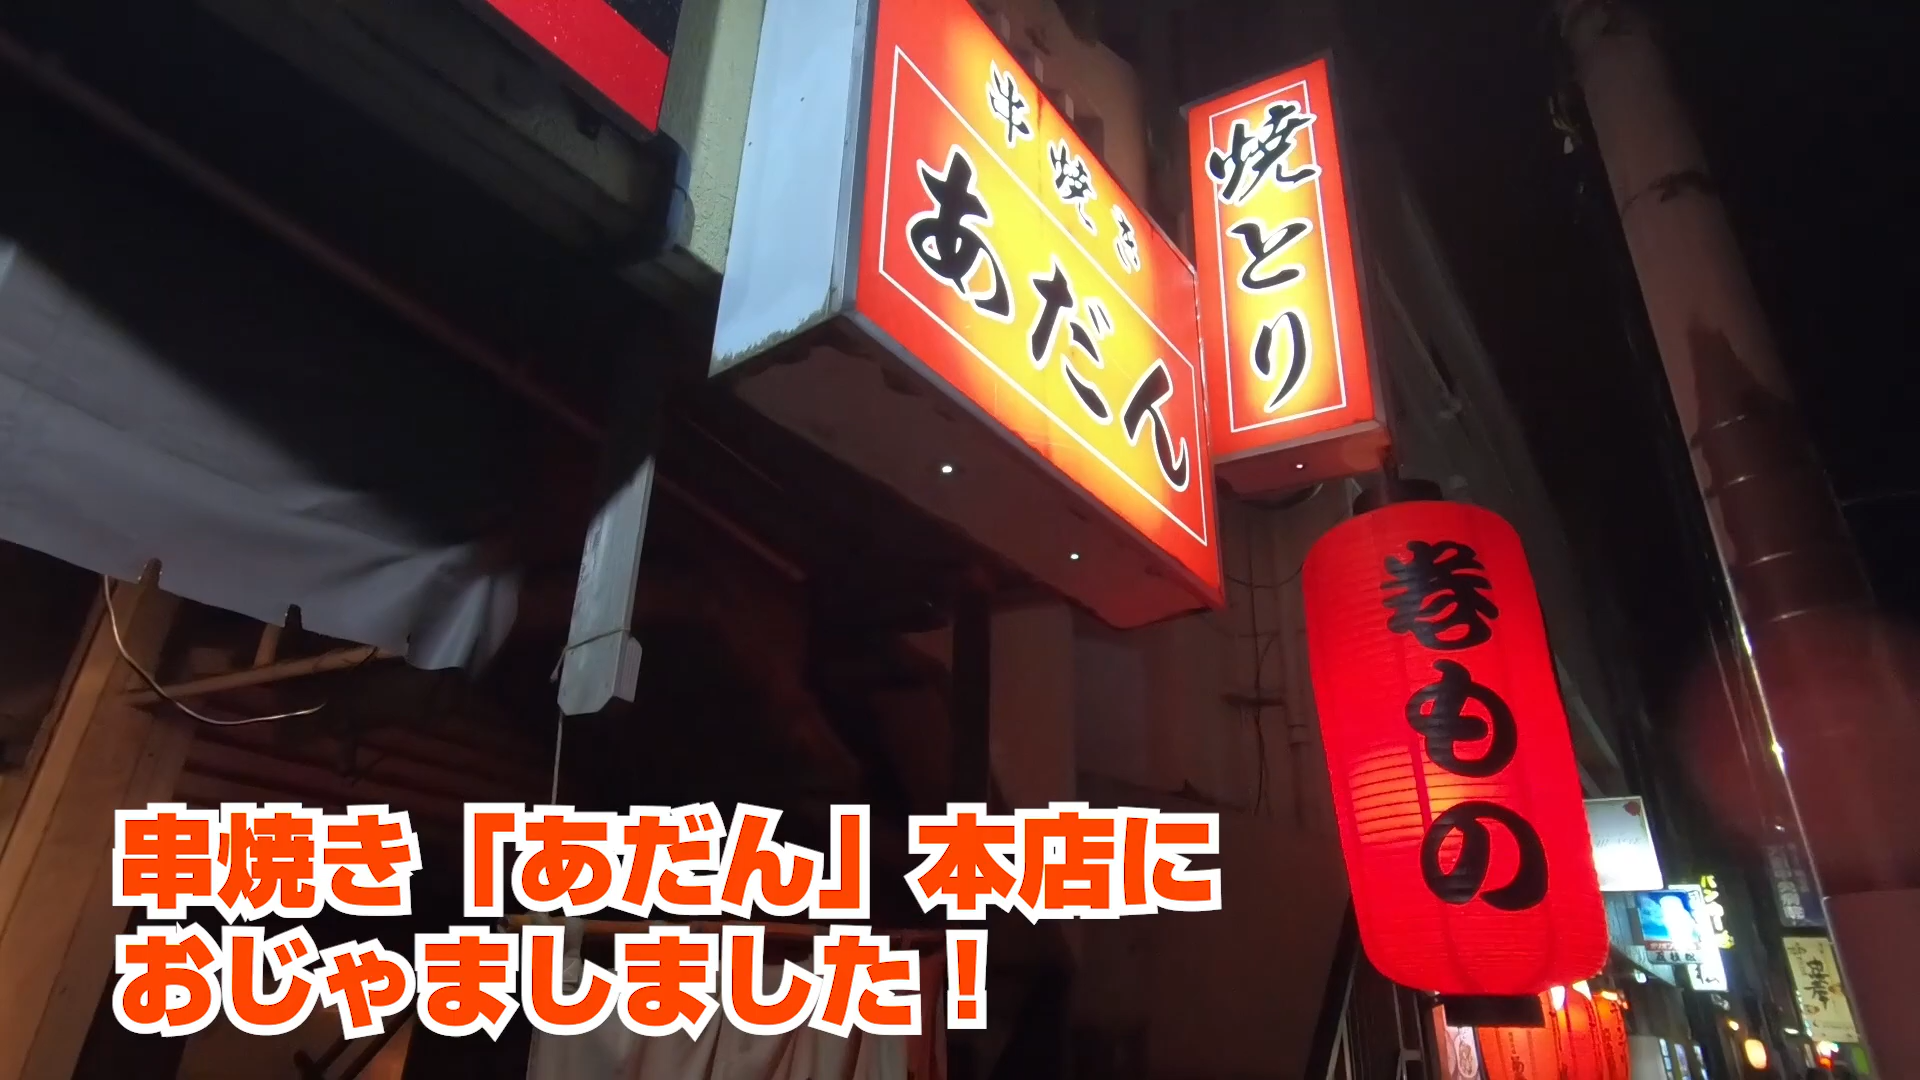 串焼き
あだん
焼とり
巻もの
串焼き「あだん」本店に
おじゃましました！